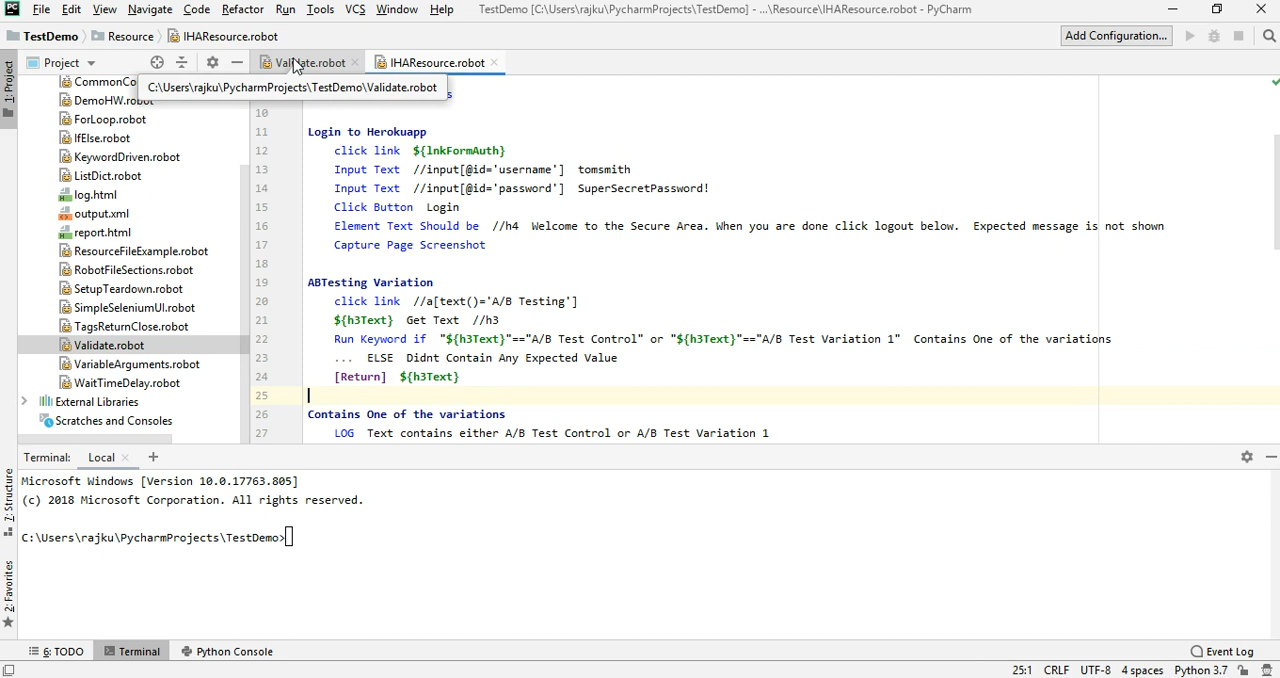 PC File Edit View Navigate Code Refactor Run Tools VCS Window Help TestDemo [C:\Users\rajku\PycharmProjects\TestDemo] - ...\Resource\IHAResource.robot - PyCharm
TestDemo Resource IHAResource.robot Add Configuration...
1: Project
Project Validate.robot IHAResource.robot
C:\Users\rajku\PycharmProjects\TestDemo\Validate.robot
DemoHW.robot
ForLoop.robot
IfElse.robot
KeywordDriven.robot
ListDict.robot
log.html
output.xml
report.html
ResourceFileExample.robot
RobotFileSections.robot
SetupTeardown.robot
SimpleSeleniumUI.robot
TagsReturnClose.robot
Validate.robot
VariableArguments.robot
WaitTimeDelay.robot
External Libraries
Scratches and Consoles
10
11 Login to Herokuapp
12 click link ${lnkFormAuth}
13 Input Text //input[@id='username'] tomsmith
14 Input Text //input[@id='password'] SuperSecretPassword!
15 Click Button Login
16 Element Text Should be //h4 Welcome to the Secure Area. When you are done click logout below. Expected message is not shown
17 Capture Page Screenshot
18
19 ABTesting Variation
20 click link //a[text()='A/B Testing']
21 ${h3Text} Get Text //h3
22 Run Keyword if "${h3Text}"=="A/B Test Control" or "${h3Text}"=="A/B Test Variation 1" Contains One of the variations
23 ... ELSE Didnt Contain Any Expected Value
24 [Return] ${h3Text}
25
26 Contains One of the variations
27 LOG Text contains either A/B Test Control or A/B Test Variation 1
Terminal: Local +
Microsoft Windows [Version 10.0.17763.805]
(c) 2018 Microsoft Corporation. All rights reserved.
C:\Users\rajku\PycharmProjects\TestDemo>
7: Structure
2: Favorites
6: TODO Terminal Python Console Event Log
25:1 CRLF UTF-8 4 spaces Python 3.7